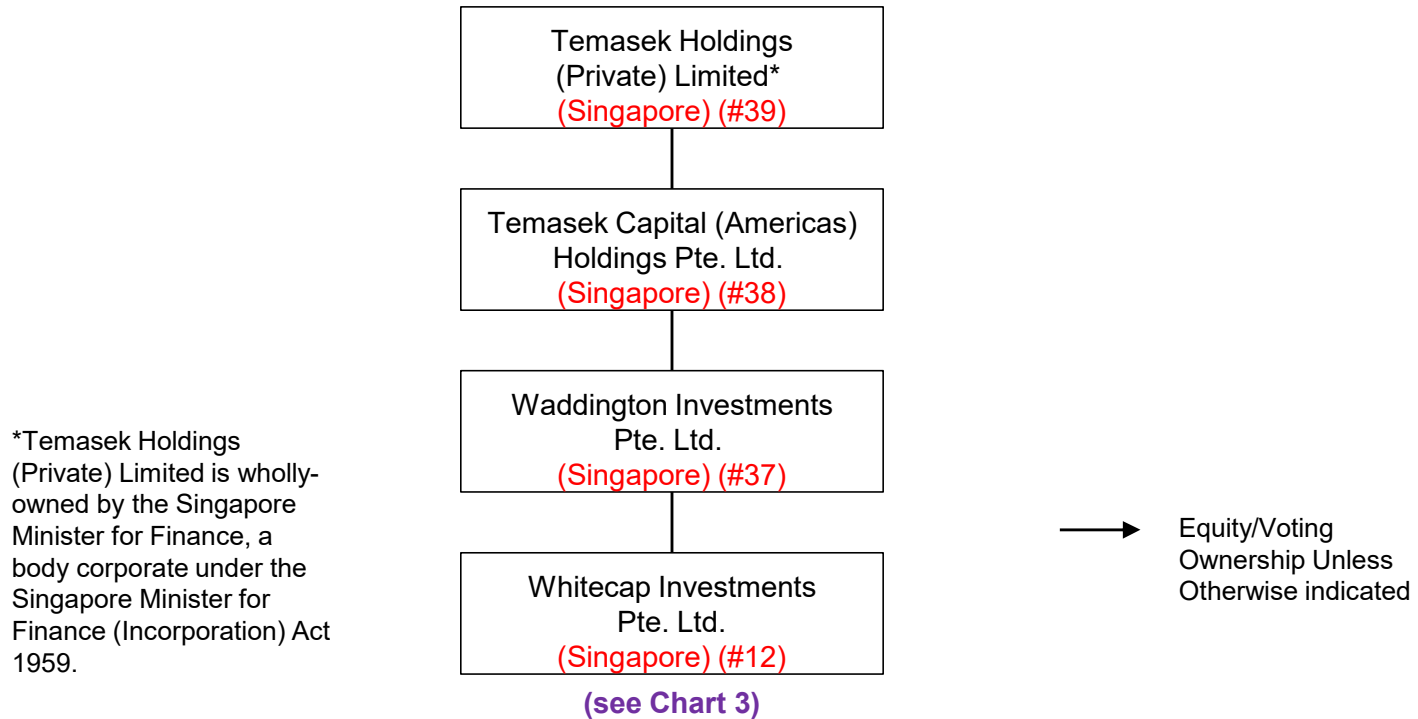 Temasek Holdings
(Private) Limited*
(Singapore) (#39)
Temasek Capital (Americas)
Holdings Pte. Ltd.
(Singapore) (#38)
Waddington Investments
Pte. Ltd.
(Singapore) (#37)
Whitecap Investments
Pte. Ltd.
(Singapore) (#12)
(see Chart 3)
*Temasek Holdings
(Private) Limited is wholly-
owned by the Singapore
Minister for Finance, a
body corporate under the
Singapore Minister for
Finance (Incorporation) Act
1959.
Equity/Voting
Ownership Unless
Otherwise indicated